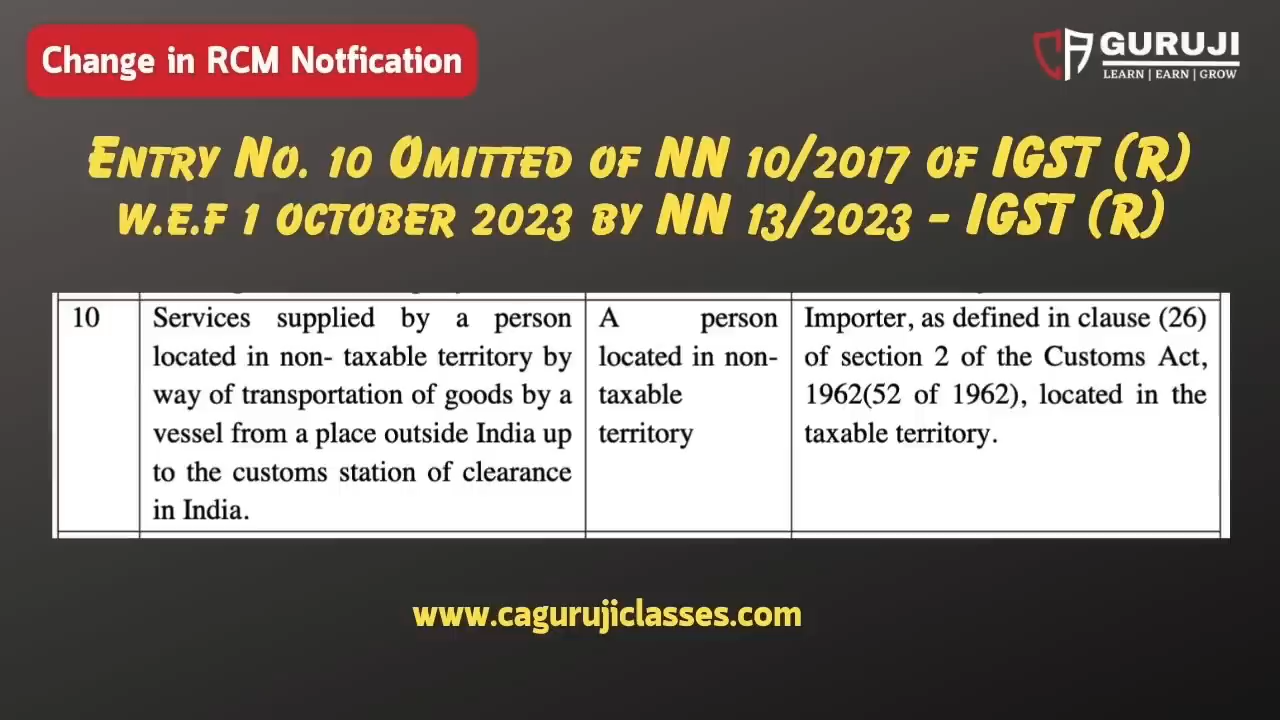 Change in RCM Notfication
GURUJI
LEARN | EARN | GROW
ENTRY NO. 10 OMITTED OF NN 10/2017 OF IGST (R)
W.E.F 1 OCTOBER 2023 BY NN 13/2023 - IGST (R)
10
Services supplied by a person
located in non- taxable territory by
way of transportation of goods by a
vessel from a place outside India up
to the customs station of clearance
in India.
A person
located in non-
taxable
territory
Importer, as defined in clause (26)
of section 2 of the Customs Act,
1962(52 of 1962), located in the
taxable territory.
www.cagurujiclasses.com